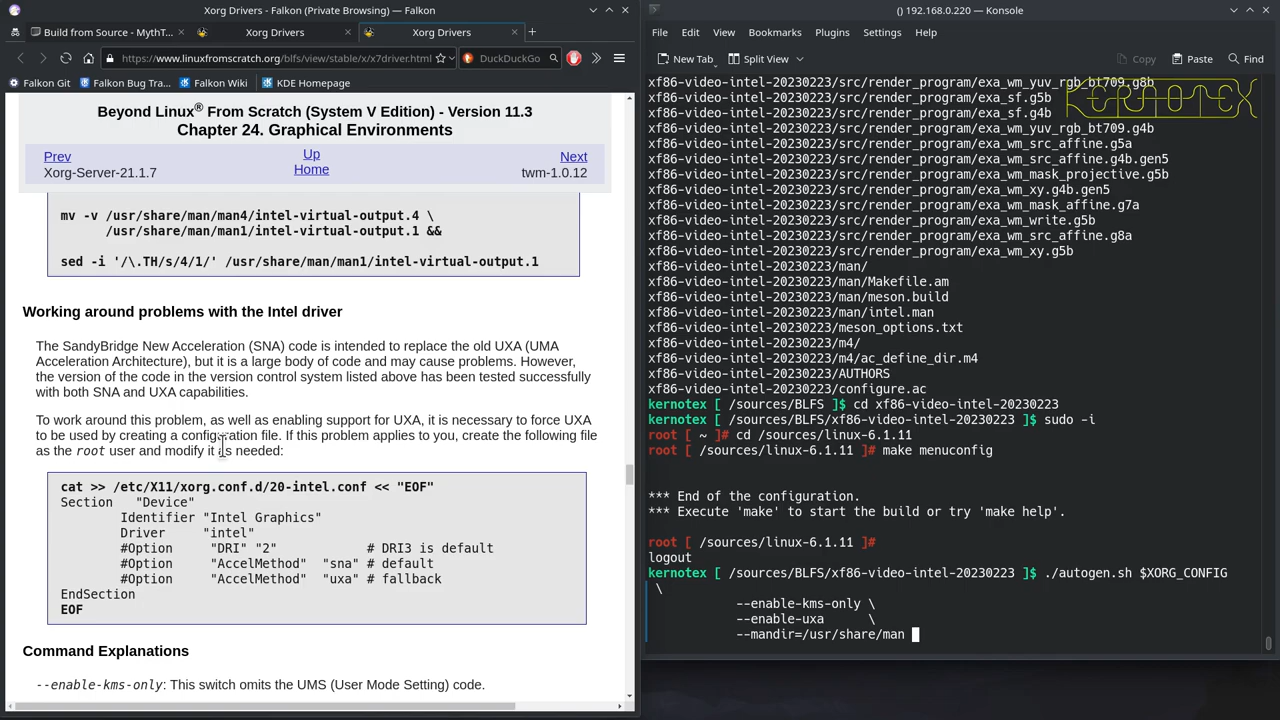 Xorg Drivers - Falkon (Private Browsing) — Falkon
Build from Source - MythT...
Xorg Drivers
Xorg Drivers
https://www.linuxfromscratch.org/blfs/view/stable/x/x7driver.html
DuckDuckGo
Falkon Git
Falkon Bug Tra...
Falkon Wiki
KDE Homepage
Beyond Linux® From Scratch (System V Edition) - Version 11.3
Chapter 24. Graphical Environments
Prev
Up
Next
Xorg-Server-21.1.7
Home
twm-1.0.12
mv -v /usr/share/man/man4/intel-virtual-output.4 \
/usr/share/man/man1/intel-virtual-output.1 &&
sed -i '/\.TH/s/4/1/' /usr/share/man/man1/intel-virtual-output.1
Working around problems with the Intel driver
The SandyBridge New Acceleration (SNA) code is intended to replace the old UXA (UMA
Acceleration Architecture), but it is a large body of code and may cause problems. However,
the version of the code in the version control system listed above has been tested successfully
with both SNA and UXA capabilities.
To work around this problem, as well as enabling support for UXA, it is necessary to force UXA
to be used by creating a configuration file. If this problem applies to you, create the following file
as the root user and modify it as needed:
cat >> /etc/X11/xorg.conf.d/20-intel.conf << "EOF"
Section   "Device"
Identifier "Intel Graphics"
Driver     "intel"
#Option     "DRI" "2"            # DRI3 is default
#Option     "AccelMethod"  "sna" # default
#Option     "AccelMethod"  "uxa" # fallback
EndSection
EOF
Command Explanations
--enable-kms-only: This switch omits the UMS (User Mode Setting) code.
() 192.168.0.220 — Konsole
File Edit View Bookmarks Plugins Settings Help
New Tab
Split View
Copy
Paste
Find
KERNOTEX
xf86-video-intel-20230223/src/render_program/exa_wm_yuv_rgb_bt709.g8b
xf86-video-intel-20230223/src/render_program/exa_sf.g5b
xf86-video-intel-20230223/src/render_program/exa_sf.g4b
xf86-video-intel-20230223/src/render_program/exa_wm_yuv_rgb_bt709.g4b
xf86-video-intel-20230223/src/render_program/exa_wm_src_affine.g5a
xf86-video-intel-20230223/src/render_program/exa_wm_src_affine.g4b.gen5
xf86-video-intel-20230223/src/render_program/exa_wm_mask_projective.g5b
xf86-video-intel-20230223/src/render_program/exa_wm_xy.g4b.gen5
xf86-video-intel-20230223/src/render_program/exa_wm_mask_affine.g7a
xf86-video-intel-20230223/src/render_program/exa_wm_write.g5b
xf86-video-intel-20230223/src/render_program/exa_wm_src_affine.g8a
xf86-video-intel-20230223/src/render_program/exa_wm_xy.g5b
xf86-video-intel-20230223/man/
xf86-video-intel-20230223/man/Makefile.am
xf86-video-intel-20230223/man/meson.build
xf86-video-intel-20230223/man/intel.man
xf86-video-intel-20230223/meson_options.txt
xf86-video-intel-20230223/m4/
xf86-video-intel-20230223/m4/ac_define_dir.m4
xf86-video-intel-20230223/AUTHORS
xf86-video-intel-20230223/configure.ac
kernotex [ /sources/BLFS ]$ cd xf86-video-intel-20230223
kernotex [ /sources/BLFS/xf86-video-intel-20230223 ]$ sudo -i
root [ ~ ]# cd /sources/linux-6.1.11
root [ /sources/linux-6.1.11 ]# make menuconfig
*** End of the configuration.
*** Execute 'make' to start the build or try 'make help'.
root [ /sources/linux-6.1.11 ]#
logout
kernotex [ /sources/BLFS/xf86-video-intel-20230223 ]$ ./autogen.sh $XORG_CONFIG
\
--enable-kms-only \
--enable-uxa      \
--mandir=/usr/share/man